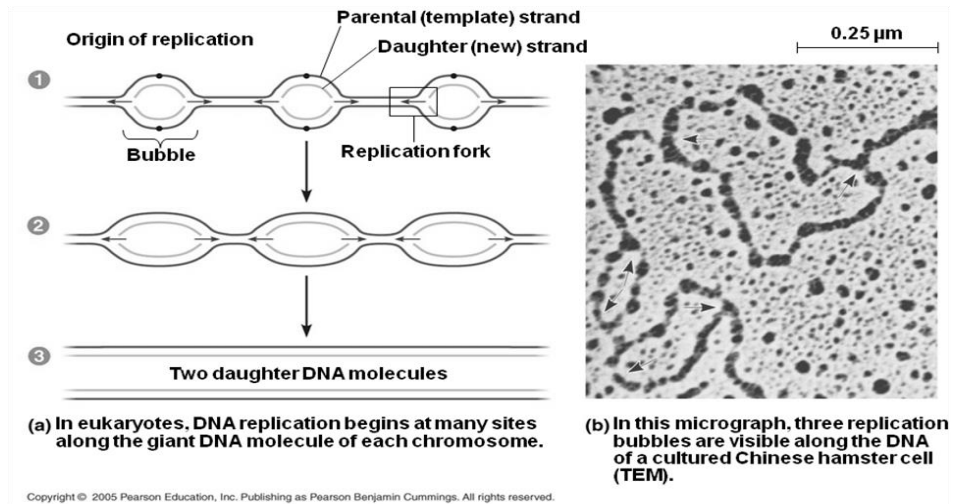 Origin of replication
Parental (template) strand
Daughter (new) strand
0.25 µm
1
Bubble
Replication fork
2
3
Two daughter DNA molecules
(a) In eukaryotes, DNA replication begins at many sites
along the giant DNA molecule of each chromosome.
(b) In this micrograph, three replication
bubbles are visible along the DNA
of a cultured Chinese hamster cell
(TEM).
Copyright © 2005 Pearson Education, Inc. Publishing as Pearson Benjamin Cummings. All rights reserved.